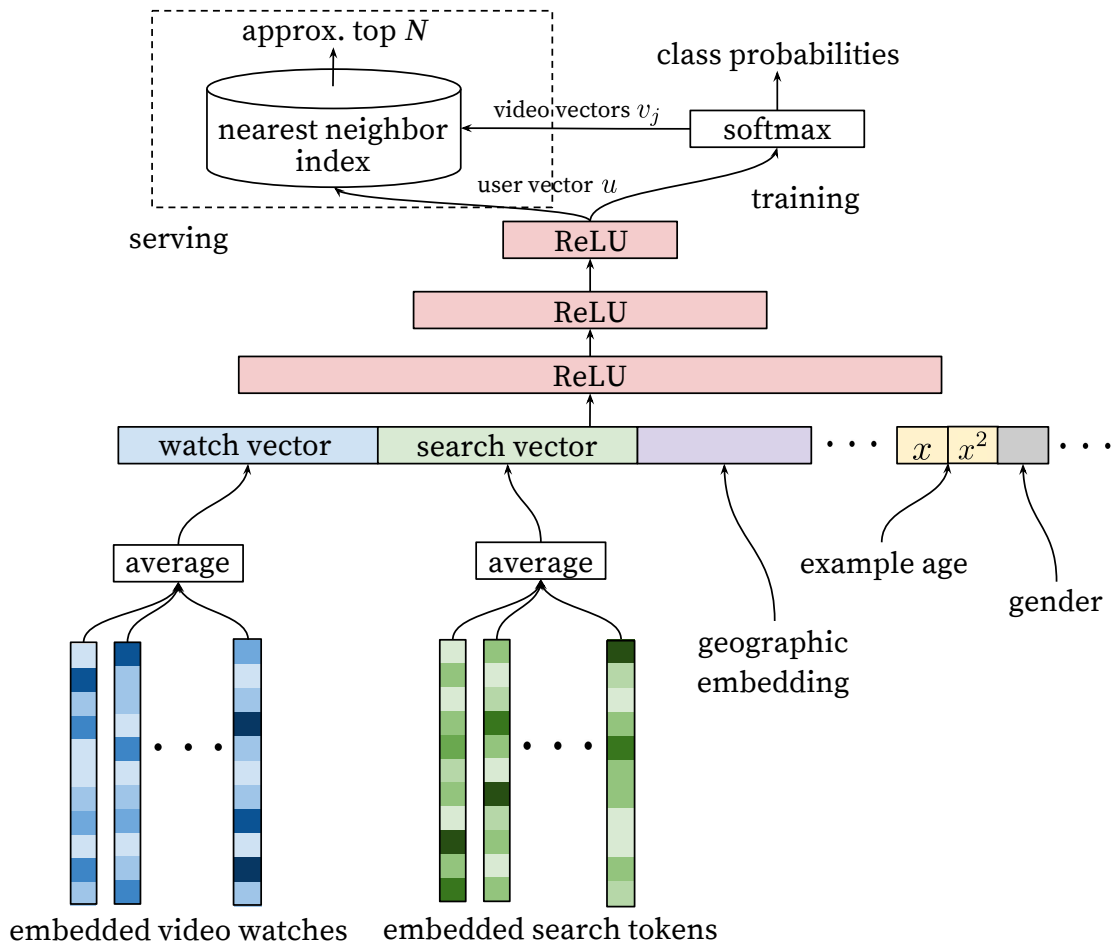 approx. top N
class probabilities
video vectors v_j
nearest neighbor
index
softmax
user vector u
training
serving
ReLU
ReLU
ReLU
watch vector
search vector
. . .
x
x²
. . .
average
average
example age
gender
geographic
embedding
. . .
. . .
embedded video watches
embedded search tokens